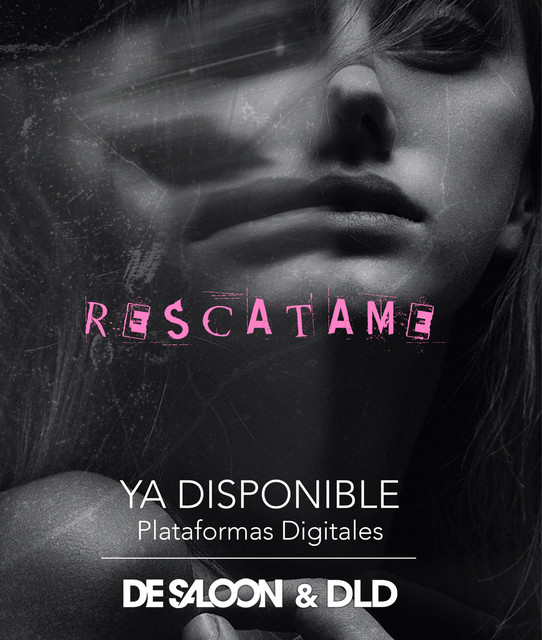 RESCATAME
YA DISPONIBLE
Plataformas Digitales
DE SALOON & DLD